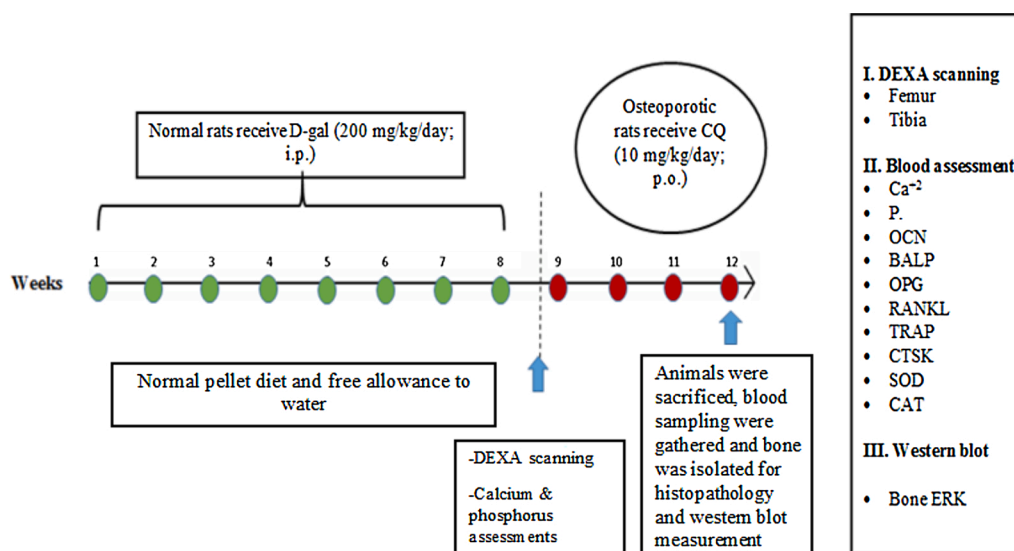 Normal rats receive D-gal (200 mg/kg/day;
i.p.)
Osteoporotic
rats receive CQ
(10 mg/kg/day;
p.o.)
Weeks
1 2 3 4 5 6 7 8 9 10 11 12
Normal pellet diet and free allowance to
water
-DEXA scanning
-Calcium &
phosphorus
assessments
Animals were
sacrificed, blood
sampling were
gathered and bone
was isolated for
histopathology
and western blot
measurement
I. DEXA scanning
• Femur
• Tibia
II. Blood assessment
• Ca⁺²
• P.
• OCN
• BALP
• OPG
• RANKL
• TRAP
• CTSK
• SOD
• CAT
III. Western blot
• Bone ERK